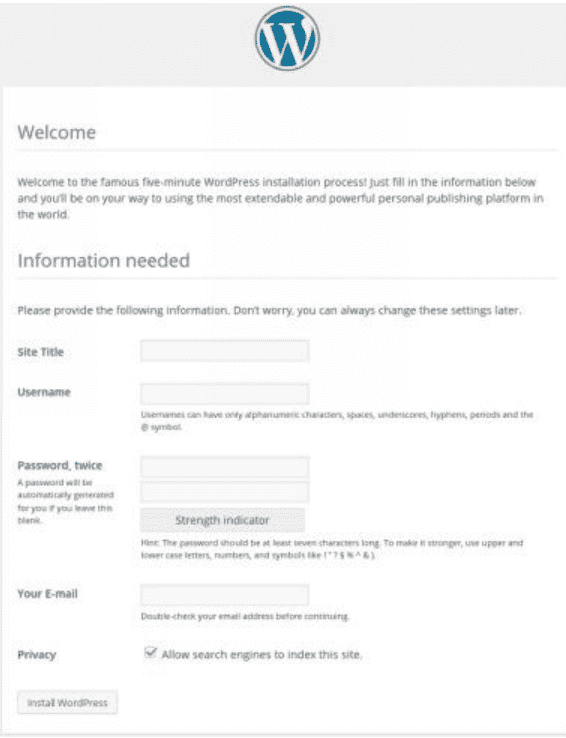 Welcome
Welcome to the famous five-minute WordPress installation process! Just fill in the information below
and you'll be on your way to using the most extendable and powerful personal publishing platform in
the world.
Information needed
Please provide the following information. Don't worry, you can always change these settings later.
Site Title
Username
Usernames can have only alphanumeric characters, spaces, underscores, hyphens, periods and the
@ symbol.
Password, twice
A password will be
automatically generated
for you if you leave this
blank.
Strength indicator
Hint: The password should be at least seven characters long. To make it stronger, use upper and
lower case letters, numbers, and symbols like ! " ? $ % ^ & ).
Your E-mail
Double-check your email address before continuing.
Privacy
Allow search engines to index this site.
Install WordPress